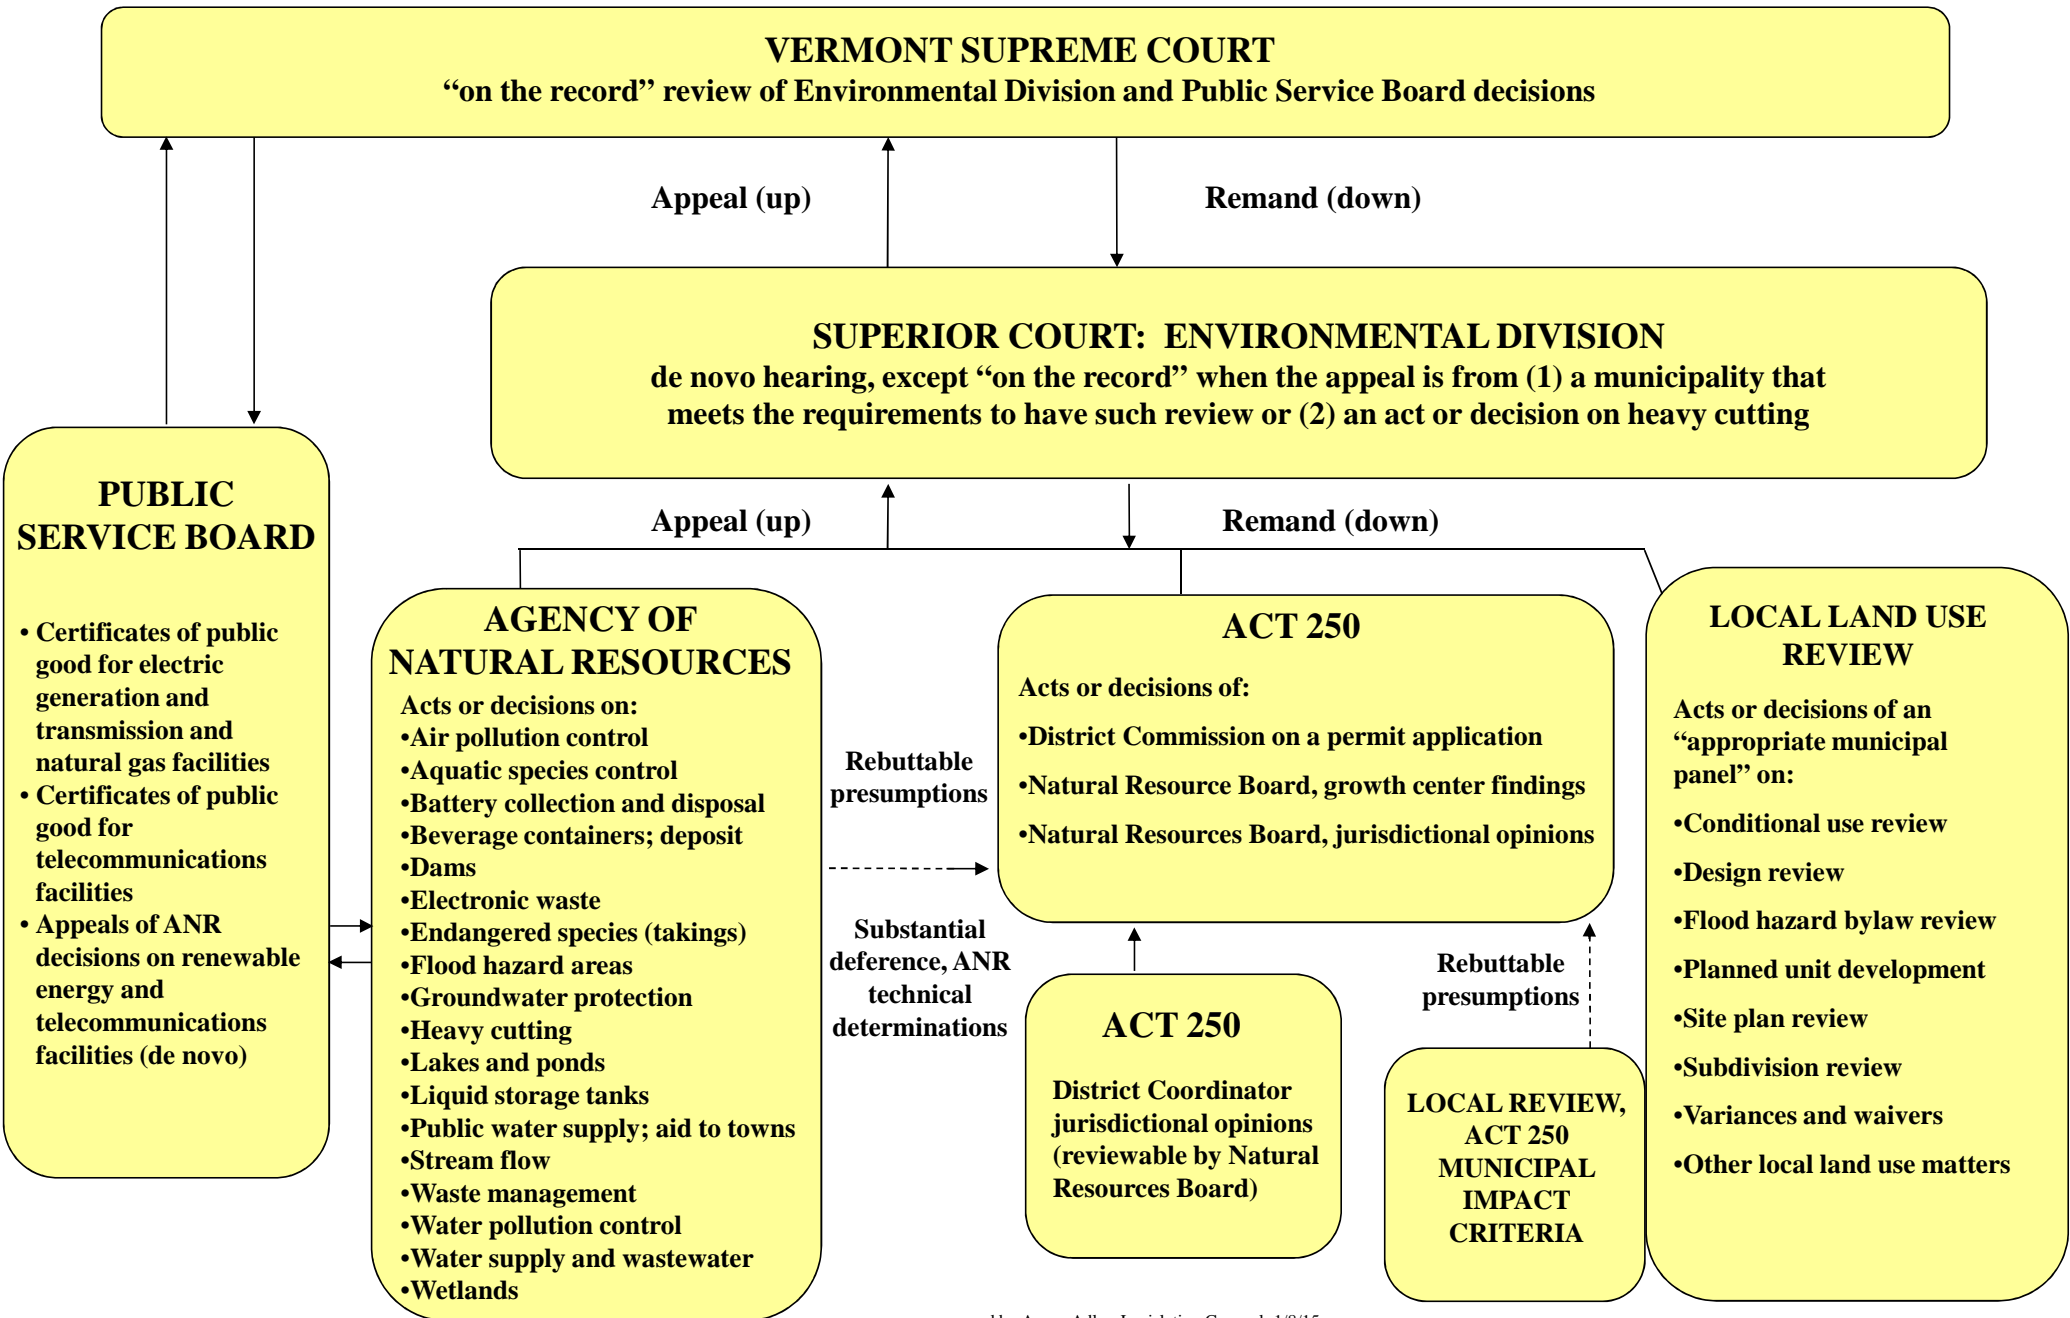 VERMONT SUPREME COURT
“on the record” review of Environmental Division and Public Service Board decisions
Appeal (up)
Remand (down)
SUPERIOR COURT: ENVIRONMENTAL DIVISION
de novo hearing, except “on the record” when the appeal is from (1) a municipality that
meets the requirements to have such review or (2) an act or decision on heavy cutting
Appeal (up)
Remand (down)
PUBLIC
SERVICE BOARD
• Certificates of public
good for electric
generation and
transmission and
natural gas facilities
• Certificates of public
good for
telecommunications
facilities
• Appeals of ANR
decisions on renewable
energy and
telecommunications
facilities (de novo)
AGENCY OF
NATURAL RESOURCES
Acts or decisions on:
•Air pollution control
•Aquatic species control
•Battery collection and disposal
•Beverage containers; deposit
•Dams
•Electronic waste
•Endangered species (takings)
•Flood hazard areas
•Groundwater protection
•Heavy cutting
•Lakes and ponds
•Liquid storage tanks
•Public water supply; aid to towns
•Stream flow
•Waste management
•Water pollution control
•Water supply and wastewater
•Wetlands
Rebuttable
presumptions
Substantial
deference, ANR
technical
determinations
ACT 250
Acts or decisions of:
•District Commission on a permit application
•Natural Resource Board, growth center findings
•Natural Resources Board, jurisdictional opinions
ACT 250
District Coordinator
jurisdictional opinions
(reviewable by Natural
Resources Board)
Rebuttable
presumptions
LOCAL REVIEW,
ACT 250
MUNICIPAL
IMPACT
CRITERIA
LOCAL LAND USE
REVIEW
Acts or decisions of an
“appropriate municipal
panel” on:
•Conditional use review
•Design review
•Flood hazard bylaw review
•Planned unit development
•Site plan review
•Subdivision review
•Variances and waivers
•Other local land use matters